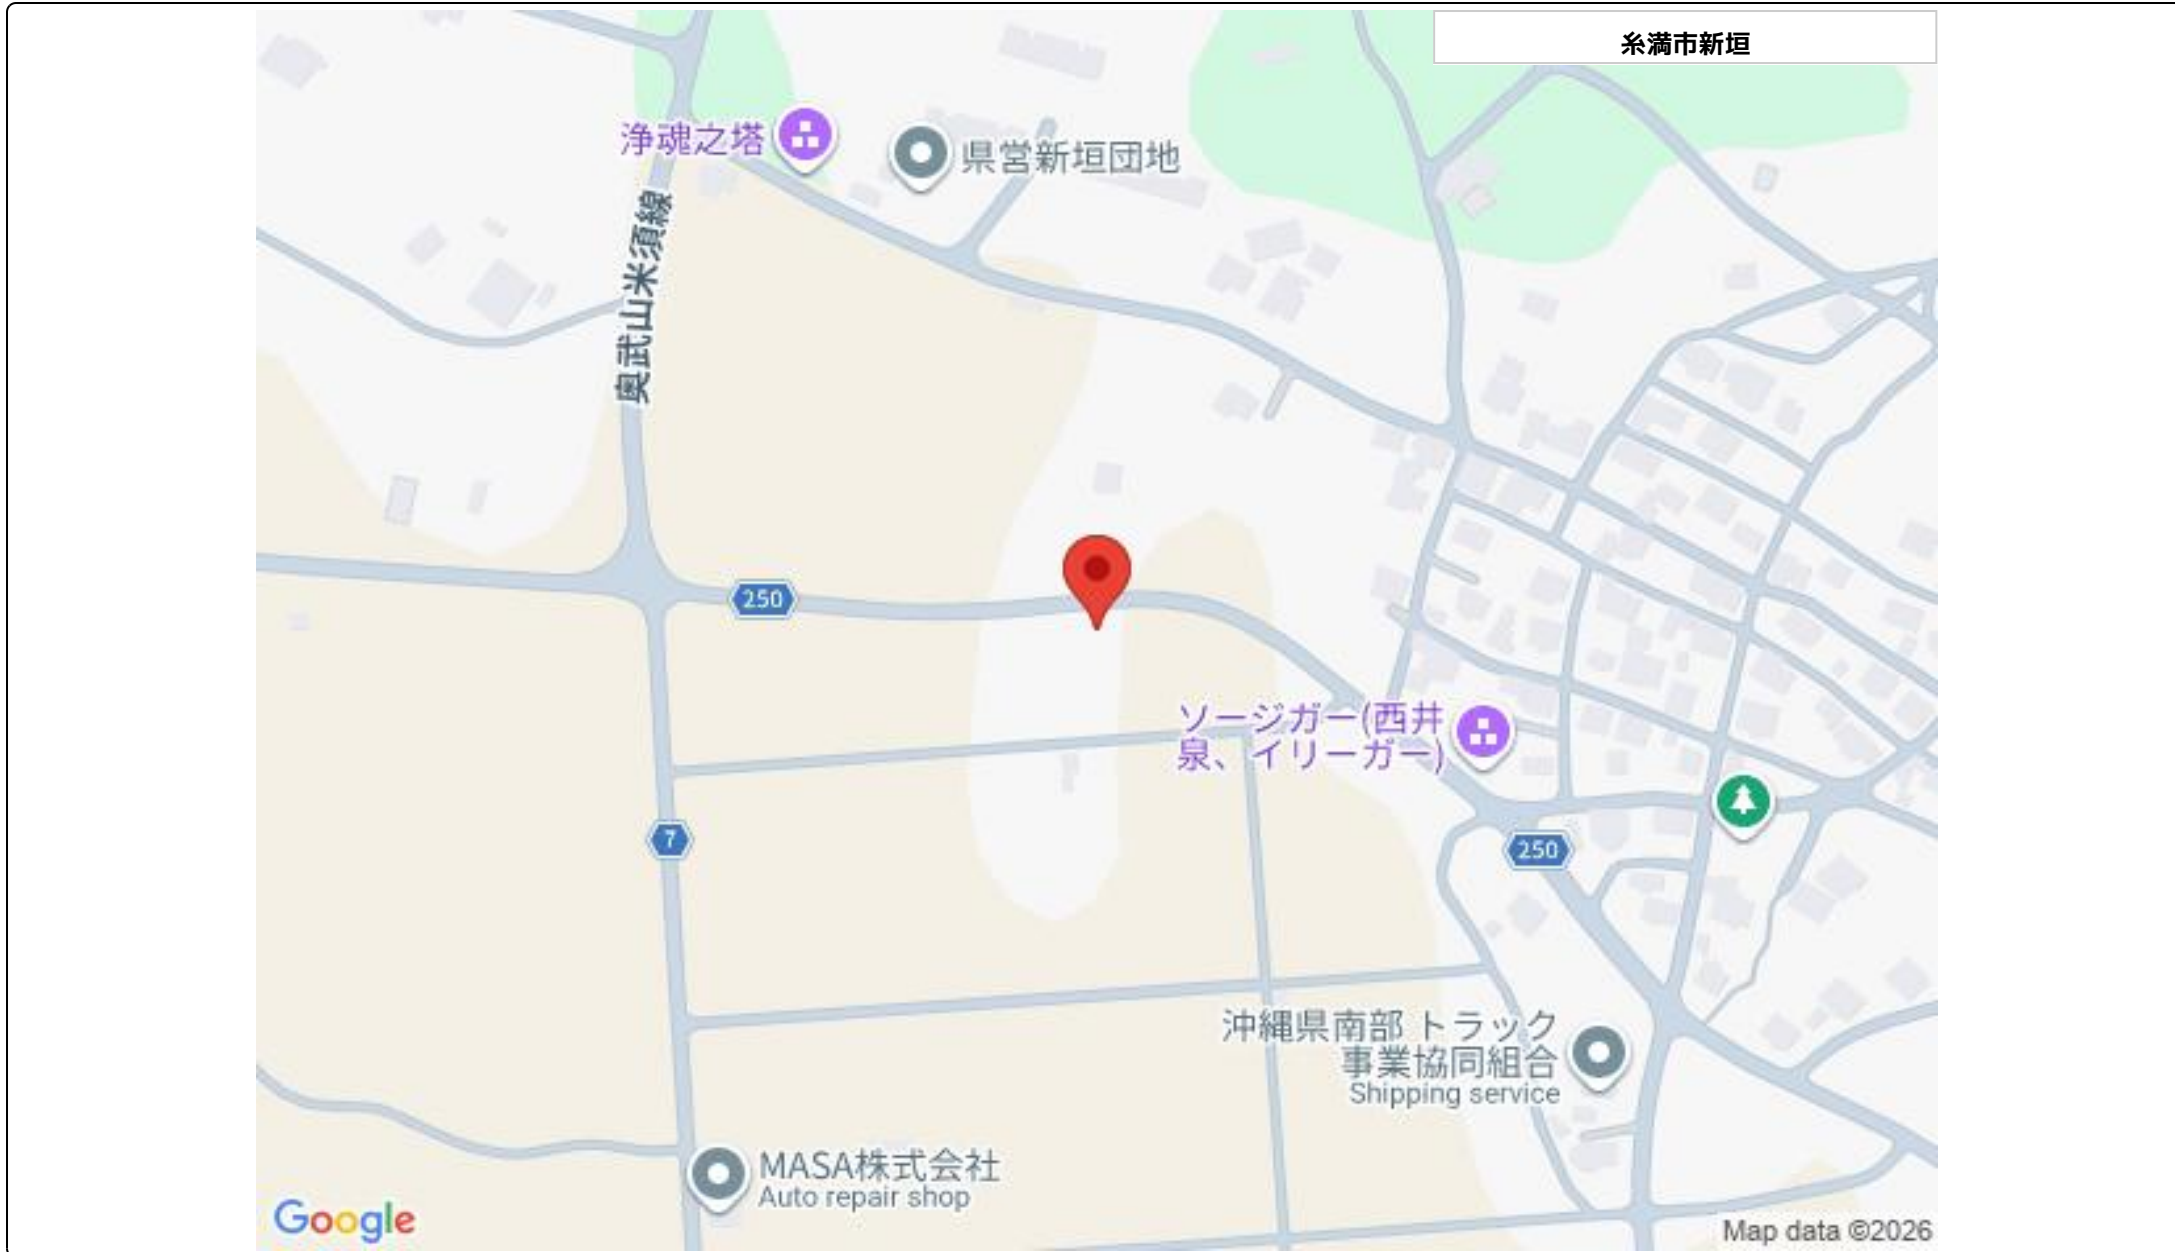 糸満市新垣
浄魂之塔
県営新垣団地
奥武山米須線
250
ソージガー(西井
泉、イリーガー)
7
250
沖縄県南部 トラック
事業協同組合
Shipping service
MASA株式会社
Auto repair shop
Google
Map data ©2026